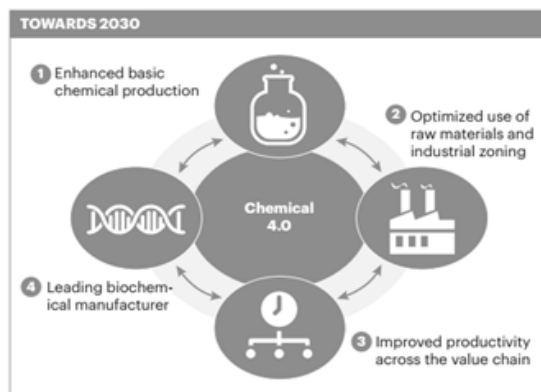 TOWARDS 2030
1 Enhanced basic
chemical production
2 Optimized use of
raw materials and
industrial zoning
Chemical
4.0
4 Leading biochem-
ical manufacturer
3 Improved productivity
across the value chain